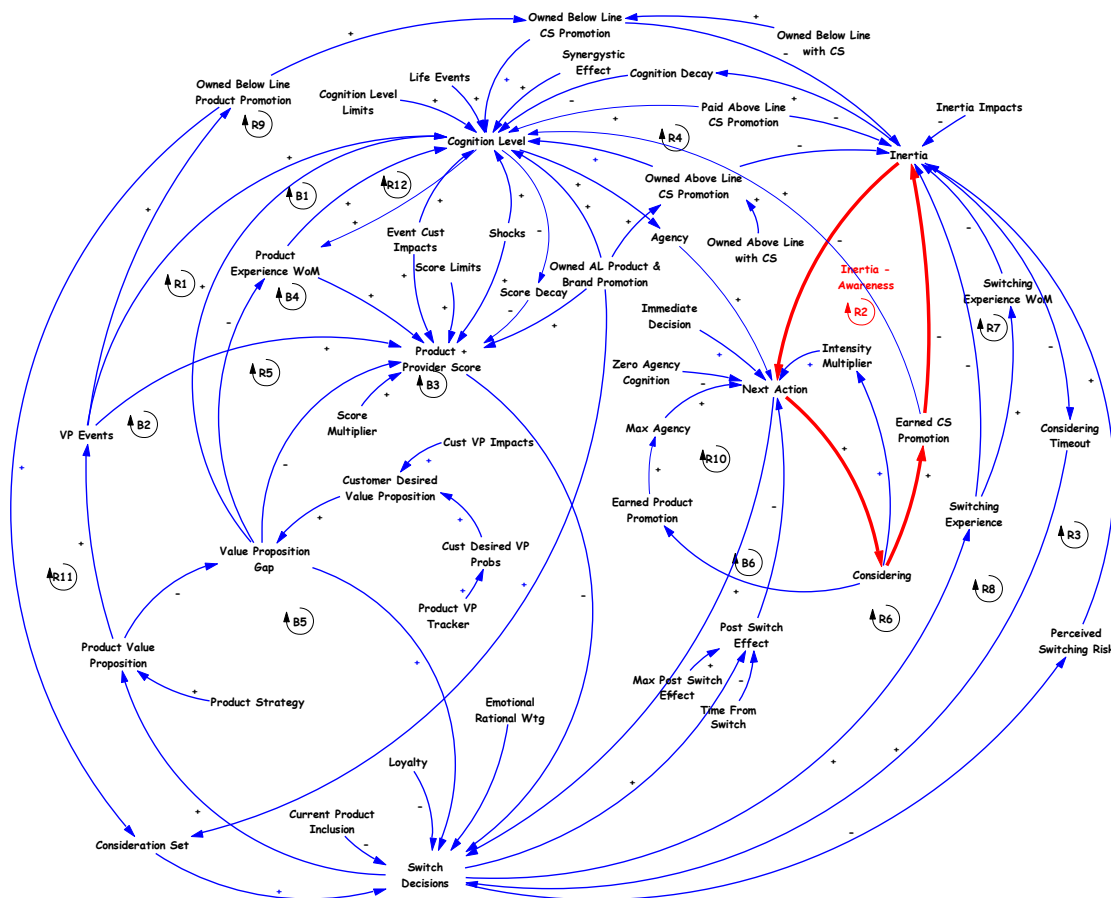 Owned Below Line
CS Promotion
Owned Below Line
with CS
Synergystic
Effect
Life Events
Cognition Decay
Owned Below Line
Product Promotion
Cognition Level
Limits
Paid Above Line
CS Promotion
Inertia Impacts
R9
R4
Cognition Level
Inertia
B1
R12
Owned Above Line
CS Promotion
Event Cust
Impacts
Shocks
Agency
Owned Above Line
with CS
Product
Experience WoM
Score Limits
Owned AL Product &
Brand Promotion
Inertia -
Awareness
R1
B4
Score Decay
Switching
Experience WoM
Immediate
Decision
R2
R7
Product +
Provider Score
Intensity
Multiplier
R5
B3
Zero Agency
Cognition
Next Action
Score
Multiplier
B2
VP Events
Max Agency
Earned CS
Promotion
Considering
Timeout
Cust VP Impacts
R10
Customer Desired
Value Proposition
Earned Product
Promotion
Switching
Experience
R3
Value Proposition
Gap
Cust Desired VP
Probs
B6
R11
Considering
R8
Product VP
Tracker
B5
R6
Post Switch
Effect
Perceived
Switching Risk
Product Value
Proposition
Max Post Switch
Effect
Product Strategy
Emotional
Rational Wtg
Time From
Switch
Loyalty
Current Product
Inclusion
Consideration Set
Switch
Decisions